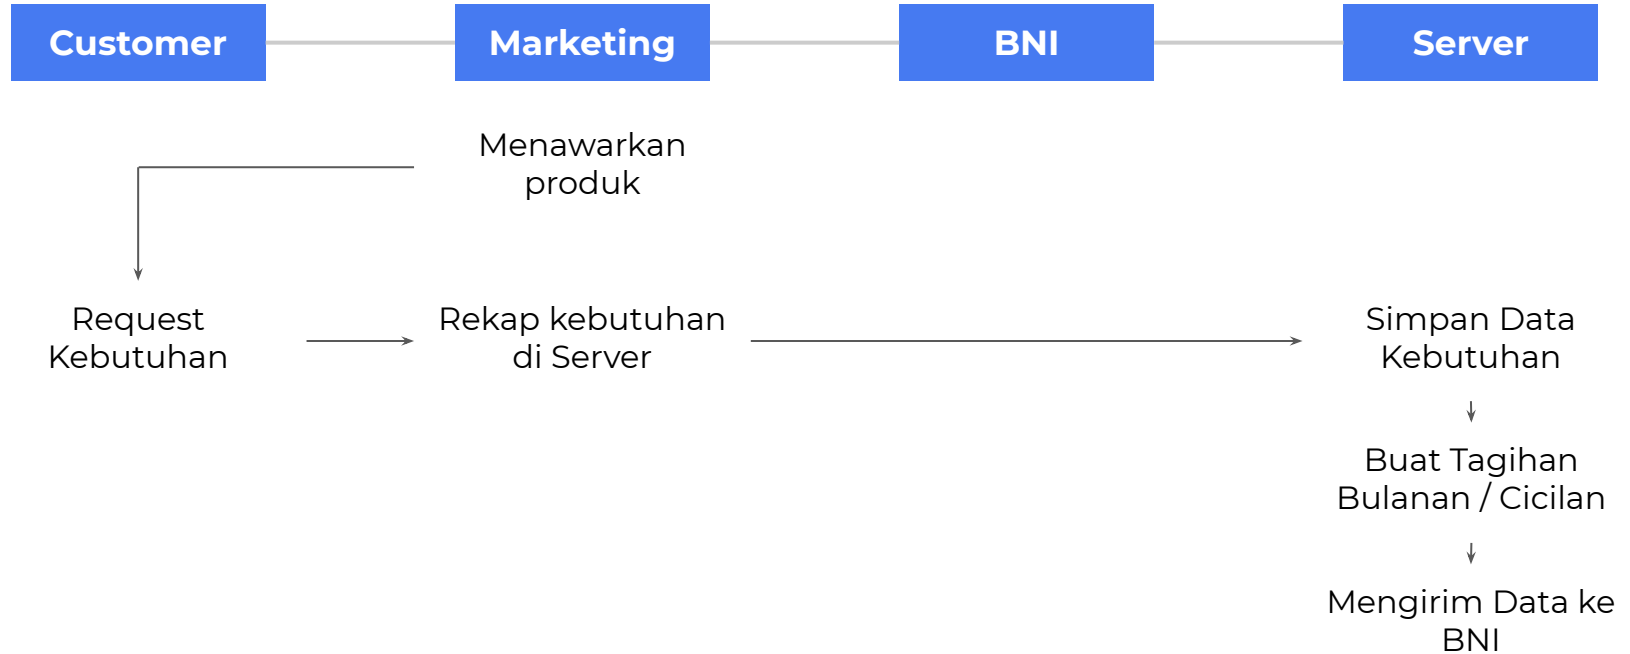 Customer
Marketing
BNI
Server
Menawarkan
produk
Request
Kebutuhan
Rekap kebutuhan
di Server
Simpan Data
Kebutuhan
Buat Tagihan
Bulanan / Cicilan
Mengirim Data ke
BNI